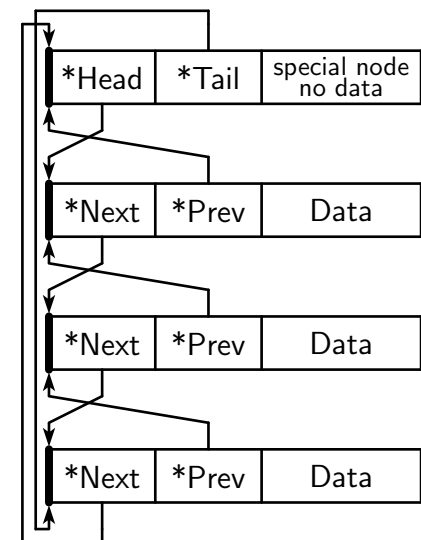 *Head *Tail special node
no data
*Next *Prev Data
*Next *Prev Data
*Next *Prev Data